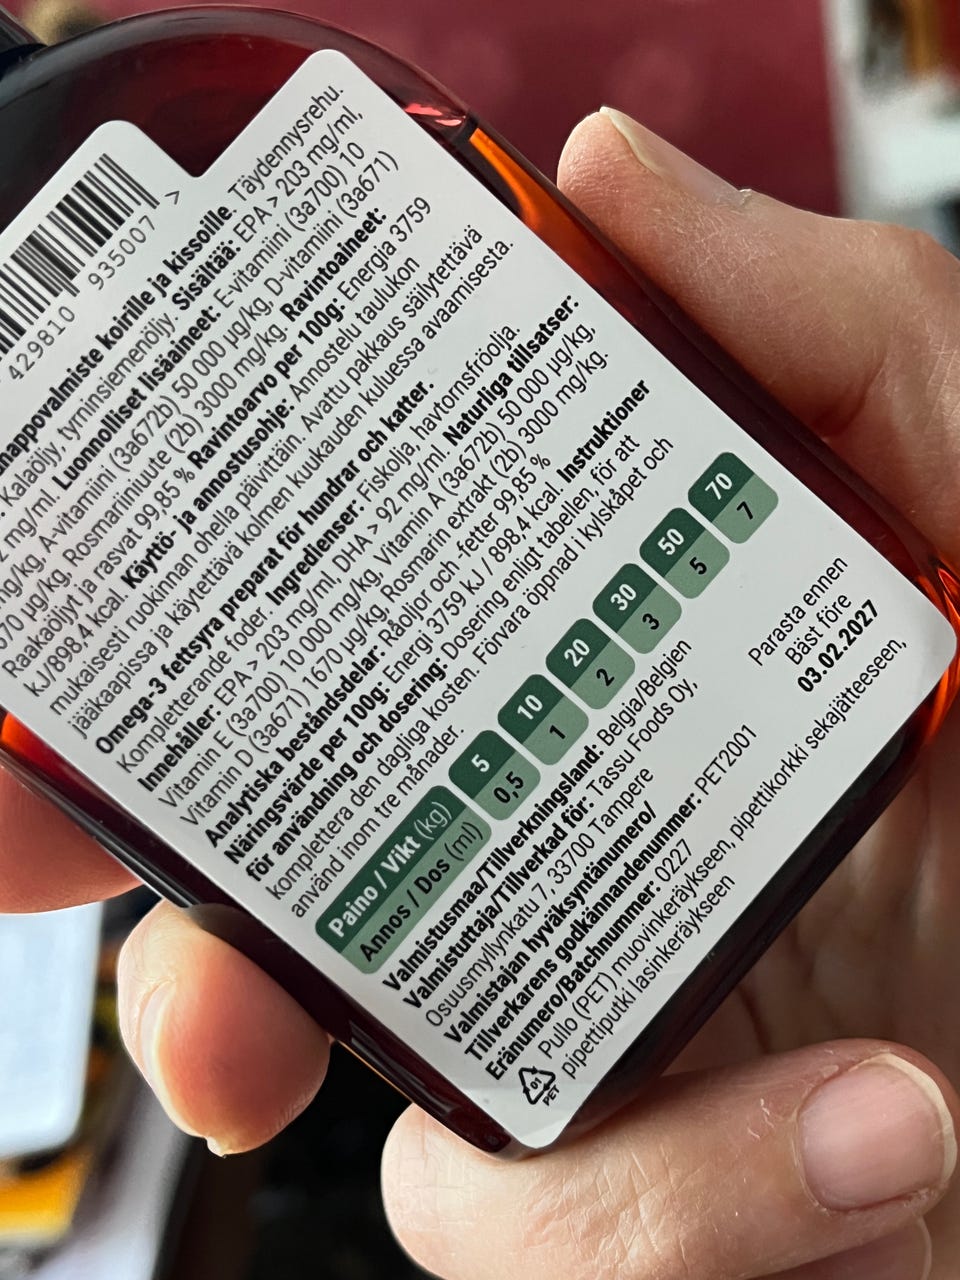 429810 935007 >
koirille ja kissoille. Täydennysrehu.
Kalaöljy, tyrninsiemenöljy. Sisältää: EPA > 203 mg/ml,
mg/ml. Luonnolliset lisäaineet: E-vitamiini (3a700) 10
mg/kg, A-vitamiini (3a672b) 50 000 µg/kg, D-vitamiini (3a671)
µg/kg, Rosmariiniuute (2b) 3000 mg/kg. Ravintoaineet:
Raakaöljyt ja rasvat 99,85 % Ravintoarvo per 100g: Energia 3759
kJ/898,4 kcal. Käyttö- ja annostusohje: Annostelu taulukon
mukaisesti ruokinnan ohella päivittäin. Avattu pakkaus säilytettävä
jääkaapissa ja käytettävä kolmen kuukauden kuluessa avaamisesta.
Omega-3 fettsyra preparat för hundrar och katter.
Kompletterande foder. Ingredienser: Fiskolja, havtornsfröolja.
Innehåller: EPA > 203 mg/ml, DHA > 92 mg/ml. Naturliga tillsatser:
Vitamin E (3a700) 10 000 mg/kg, Vitamin A (3a672b) 50 000 µg/kg,
Vitamin D (3a671) 1670 µg/kg, Rosmarin extrakt (2b) 3000 mg/kg.
Analytiska beståndsdelar: Råoljor och -fetter 99,85 %
Näringsvärde per 100g: Energi 3759 kJ / 898,4 kcal. Instruktioner
för användning och dosering: Dosering enligt tabellen, för att
komplettera den dagliga kosten. Förvara öppnad i kylskåpet och
använd inom tre månader.
Paino / Vikt (kg) 5 10 20 30 50 70
Annos / Dos (ml) 0,5 1 2 3 5 7
Valmistusmaa/Tillverkningsland: Belgia/Belgien
Valmistuttaja/Tillverkad för: Tassu Foods Oy,
Osuusmyllynkatu 7, 33700 Tampere
Valmistajan hyväksyntänumero/
Tillverkarens godkännandenummer: PET2001
Eränumero/Batchnummer: 0227
Parasta ennen
Bäst före
03.02.2027
Pullo (PET) muovinkeräykseen, pipettikorkki sekajätteeseen,
pipettiputki lasinkeräykseen
01
PET